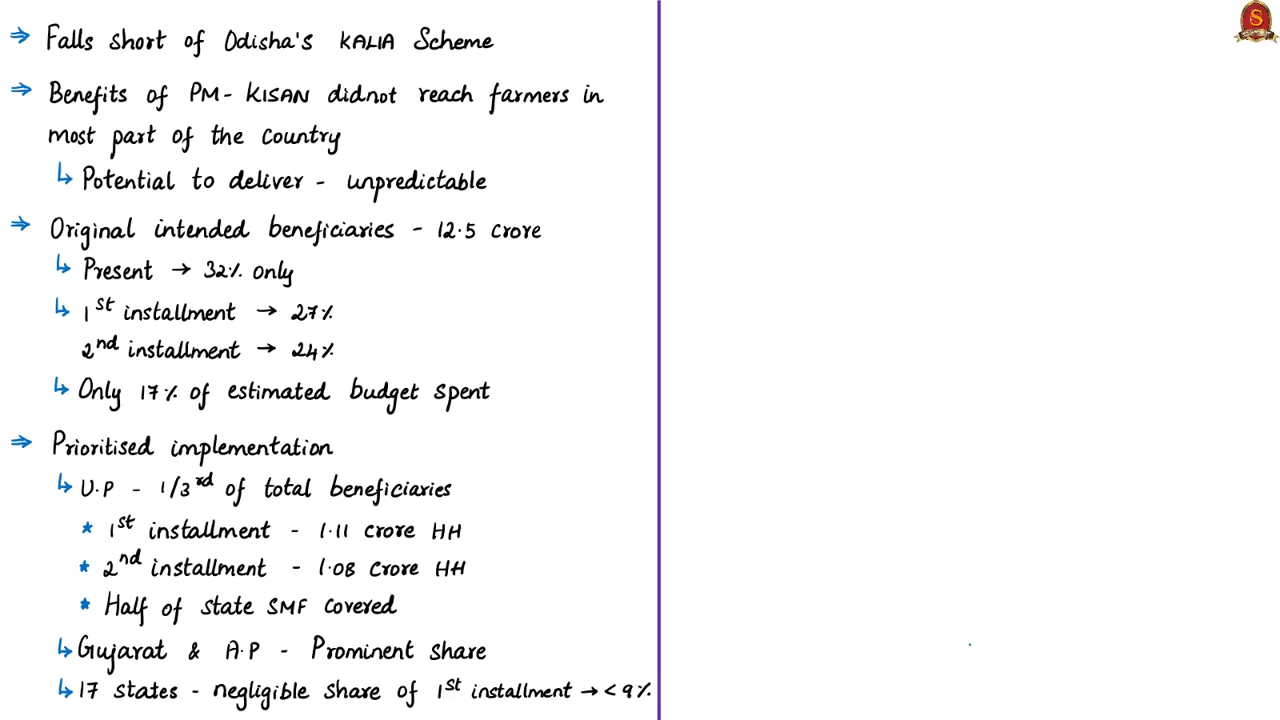 ⇒ Falls short of Odisha's KALIA Scheme
⇒ Benefits of PM-KISAN didnot reach farmers in
most part of the country
↳ Potential to deliver - unpredictable
⇒ Original intended beneficiaries - 12.5 crore
↳ Present → 32% only
↳ 1st installment → 27%
2nd installment → 24%
↳ Only 17% of estimated budget spent
⇒ Prioritised implementation
↳ U.P - 1/3rd of total beneficiaries
* 1st installment - 1.11 crore HH
* 2nd installment - 1.08 crore HH
* Half of state SMF covered
↳ Gujarat & A.P - Prominent share
↳ 17 states - negligible share of 1st installment → < 9%
S